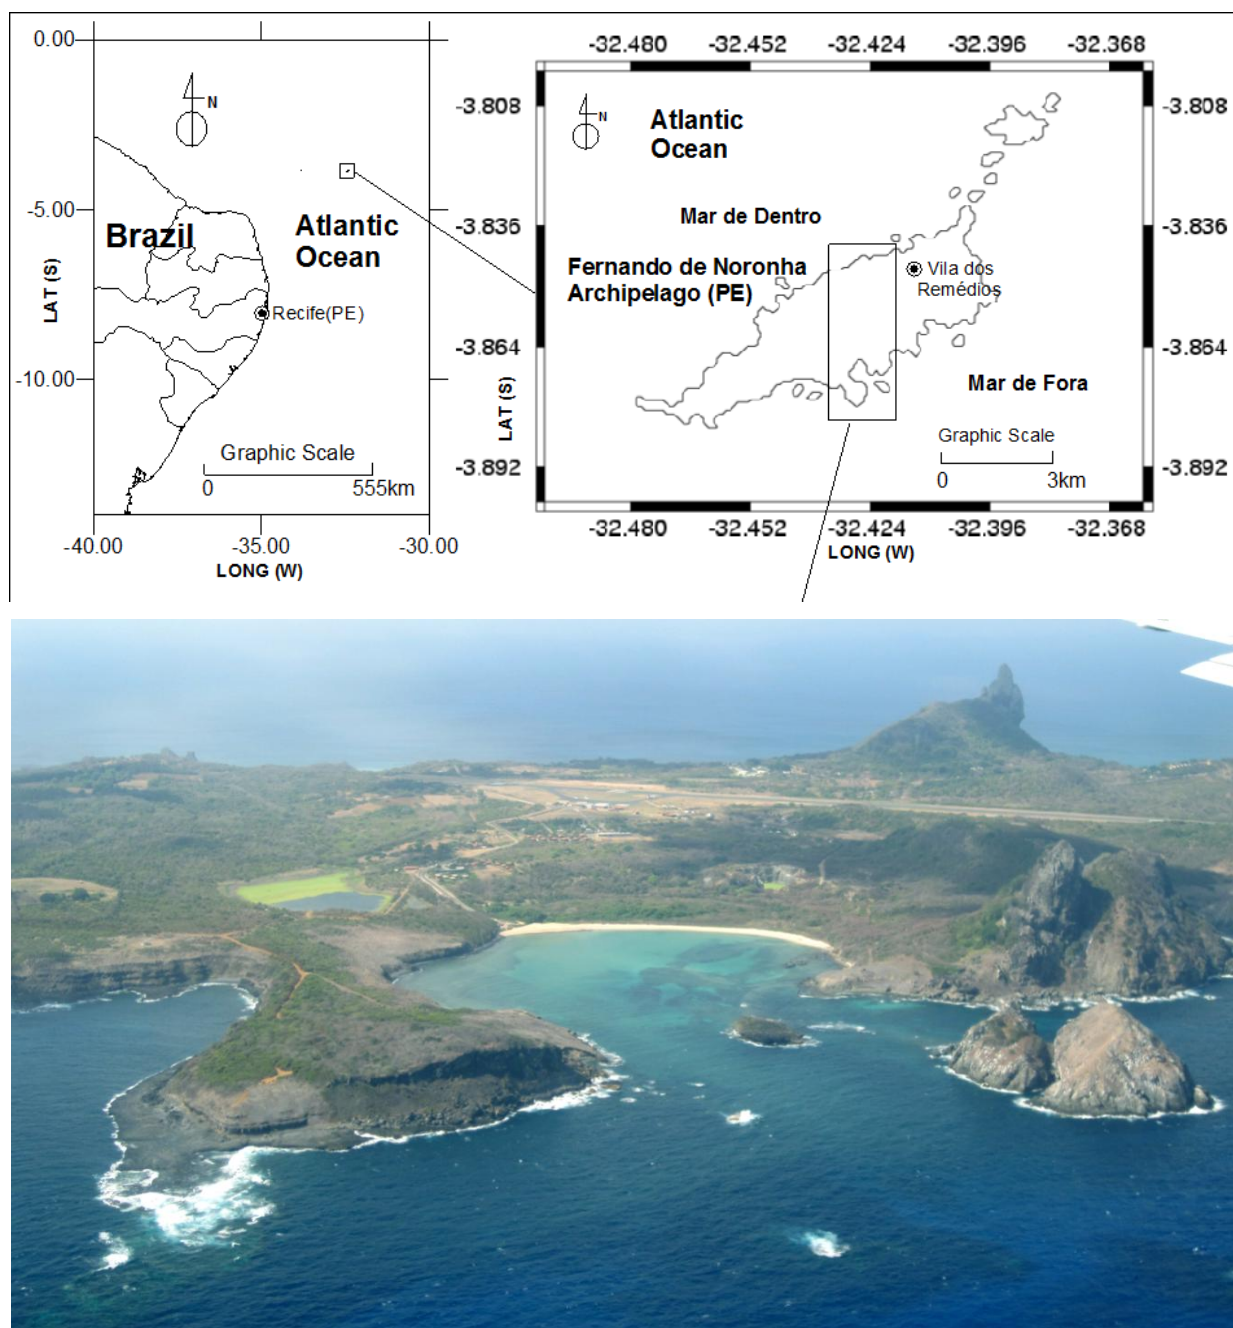 0.00
N
-5.00
Brazil
Atlantic
Ocean
LAT (S)
Recife(PE)
-10.00
Graphic Scale
0 555km
-40.00 -35.00 -30.00
LONG (W)
-32.480 -32.452 -32.424 -32.396 -32.368
-3.808 -3.808
N
Atlantic
Ocean
Mar de Dentro
-3.836 -3.836
Fernando de Noronha
Archipelago (PE)
Vila dos
Remédios
-3.864 -3.864
Mar de Fora
LAT (S)
Graphic Scale
0 3km
-3.892 -3.892
-32.480 -32.452 -32.424 -32.396 -32.368
LONG (W)